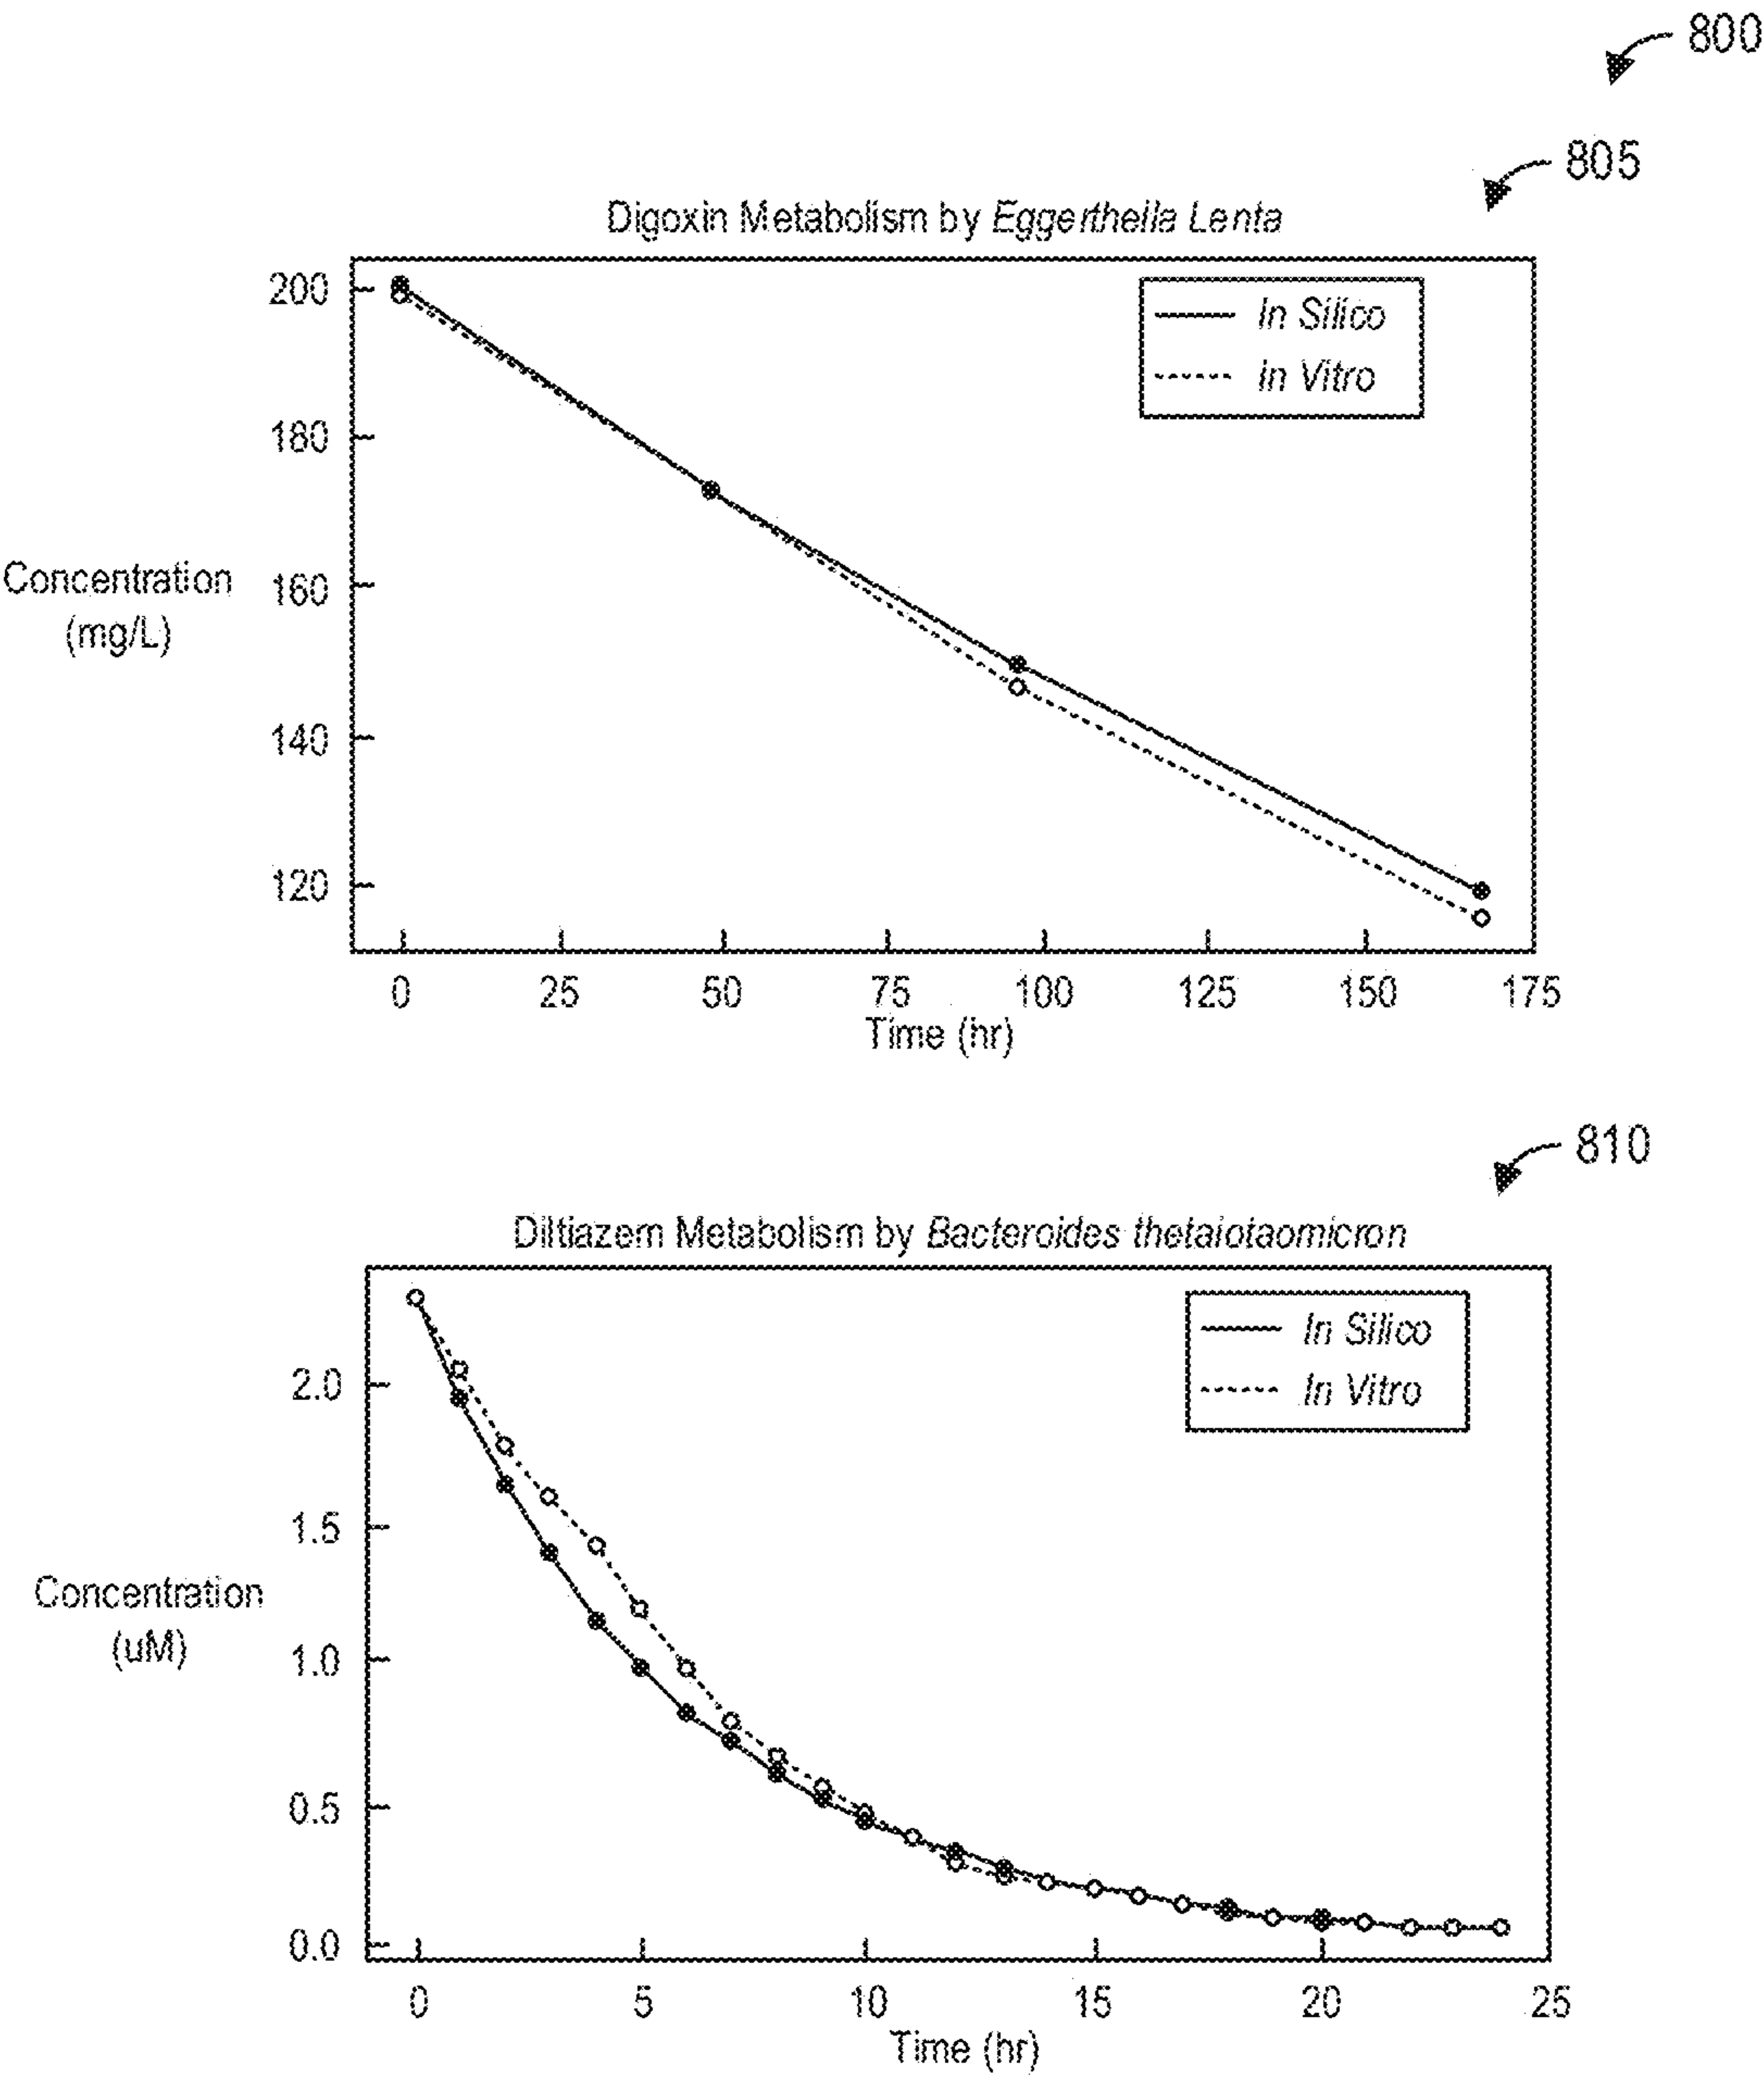 800
805
Digoxin Metabolism by Eggerthella Lenta
200
180
160
140
120
Concentration
(mg/L)
In Silico
In Vitro
0 25 50 75 100 125 150 175
Time (hr)
810
Diltiazem Metabolism by Bacteroides thetaiotaomicron
2.0
1.5
1.0
0.5
0.0
Concentration
(uM)
In Silico
In Vitro
0 5 10 15 20 25
Time (hr)